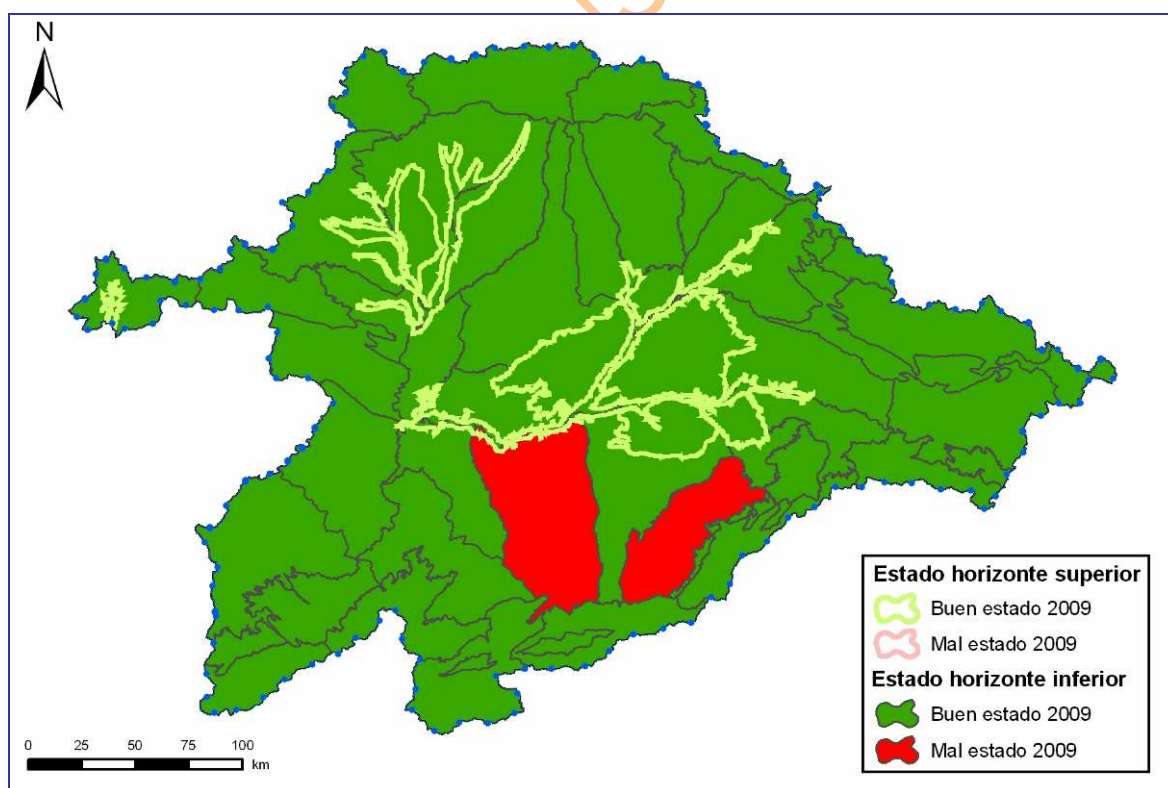 N
Estado horizonte superior
Buen estado 2009
Mal estado 2009
Estado horizonte inferior
Buen estado 2009
Mal estado 2009
0 25 50 75 100
km